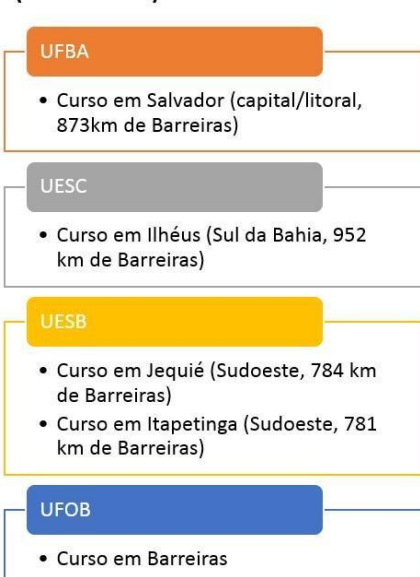 UFBA
• Curso em Salvador (capital/litoral,
873km de Barreiras)
UESC
• Curso em Ilhéus (Sul da Bahia, 952
km de Barreiras)
UESB
• Curso em Jequié (Sudoeste, 784 km
de Barreiras)
• Curso em Itapetinga (Sudoeste, 781
km de Barreiras)
UFOB
• Curso em Barreiras